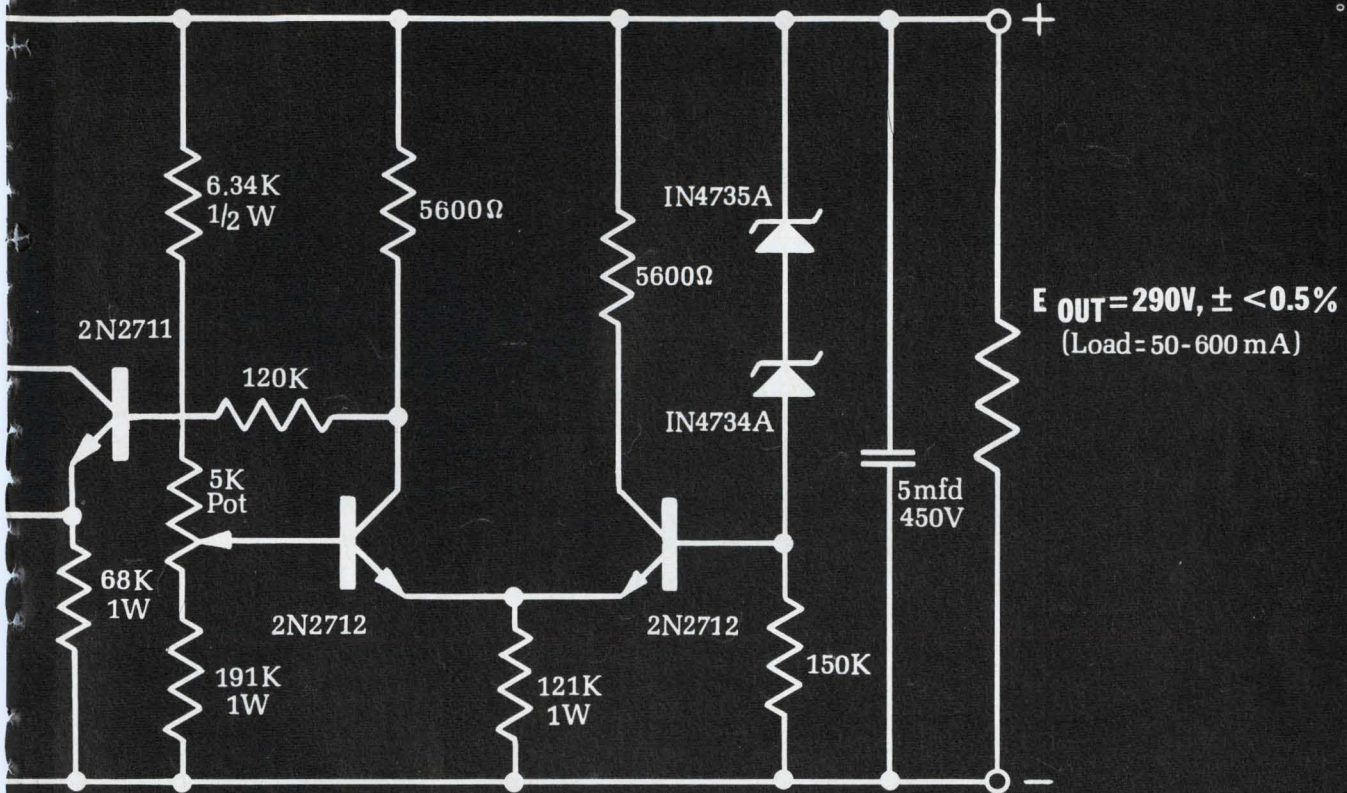 +
6.34K
1/2 W
5600Ω
IN4735A
5600Ω
E OUT=290V, ± <0.5%
(Load=50-600 mA)
2N2711
120K
IN4734A
5K
Pot
5mfd
450V
68K
1W
2N2712
2N2712
191K
1W
121K
1W
150K
−